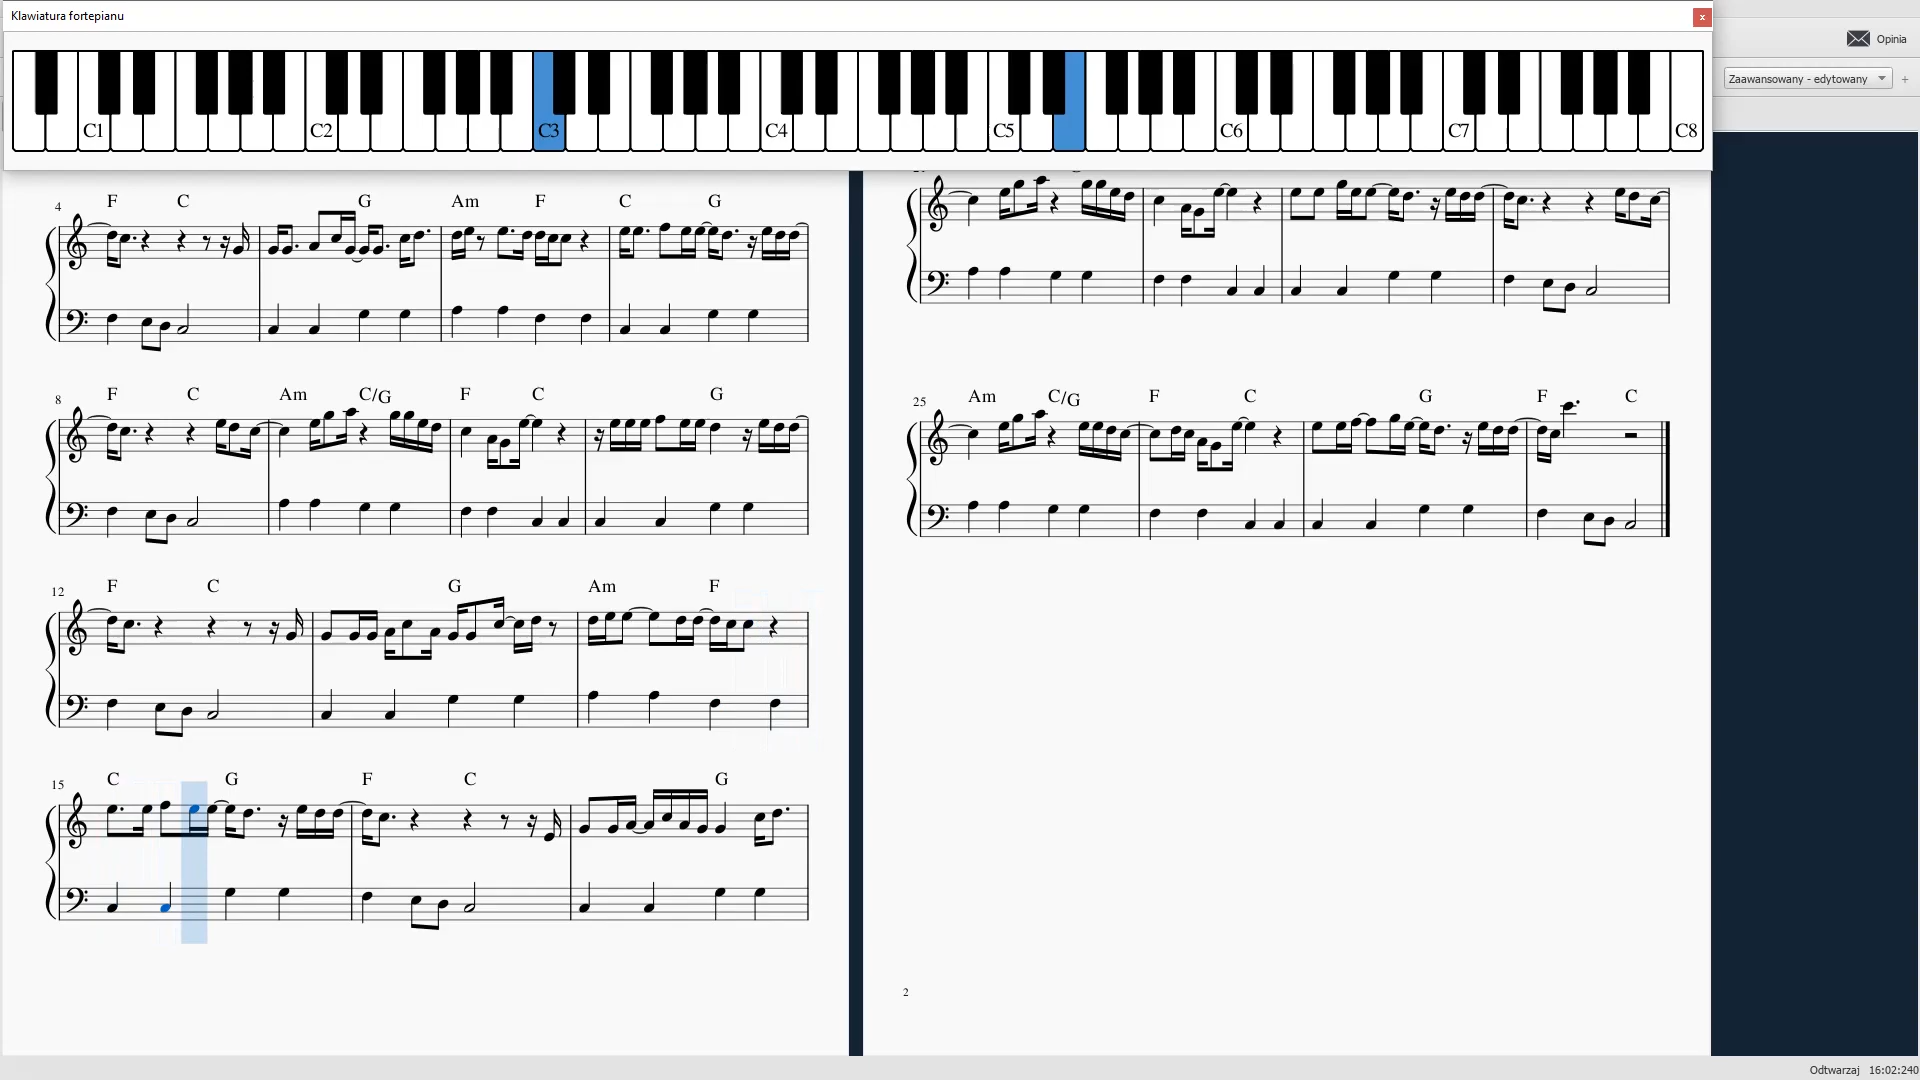 Klawiatura fortepianu
x
Opinia
Zaawansowany - edytowany
+
C1 C2 C3 C4 C5 C6 C7 C8
4 F C G Am F C G
8 F C Am C/G F C G
12 F C G Am F
15 C G F C G
25 Am C/G F C G F C
2
Odtwarzaj 16:02:240